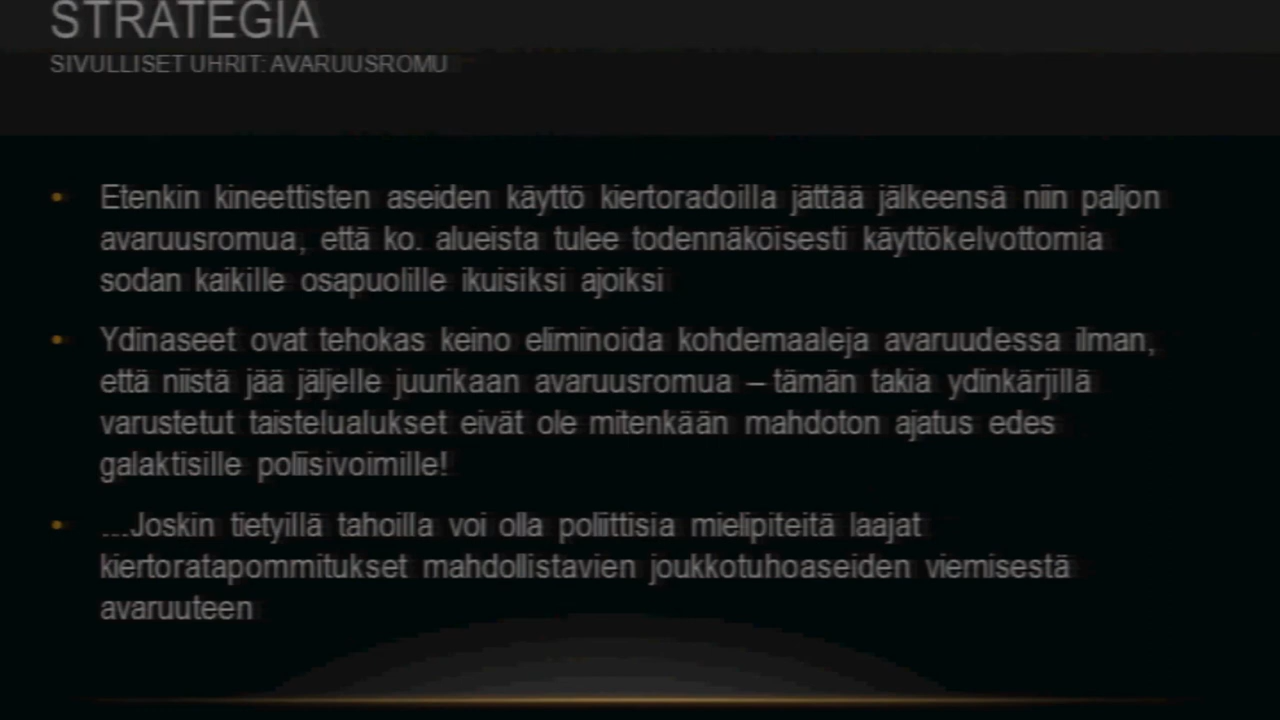 STRATEGIA
SIVULLISET UHRIT: AVARUUSROMU
• Etenkin kineettisten aseiden käyttö kiertoradoilla jättää jälkeensä niin paljon
avaruusromua, että ko. alueista tulee todennäköisesti käyttökelvottomia
sodan kaikille osapuolille ikuisiksi ajoiksi
• Ydinaseet ovat tehokas keino eliminoida kohdemaaleja avaruudessa ilman,
että niistä jää jäljelle juurikaan avaruusromua – tämän takia ydinkärjillä
varustetut taistelualukset eivät ole mitenkään mahdoton ajatus edes
galaktisille poliisivoimille!
• ...Joskin tietyillä tahoilla voi olla poliittisia mielipiteitä laajat
kiertoratapommitukset mahdollistavien joukkotuhoaseiden viemisestä
avaruuteen